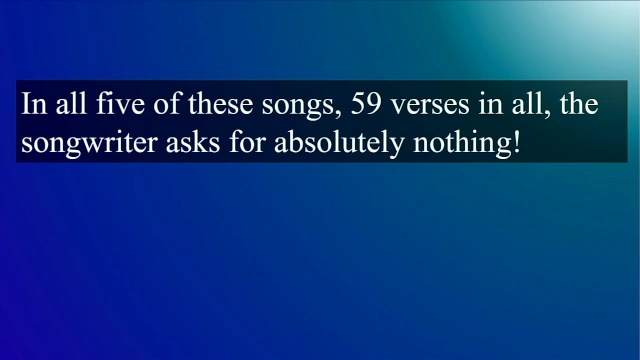 In all five of these songs, 59 verses in all, the
songwriter asks for absolutely nothing!